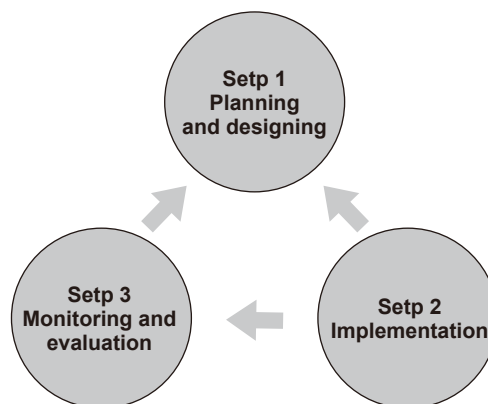 Setp 1
Planning
and designing
Setp 3
Monitoring and
evaluation
Setp 2
Implementation